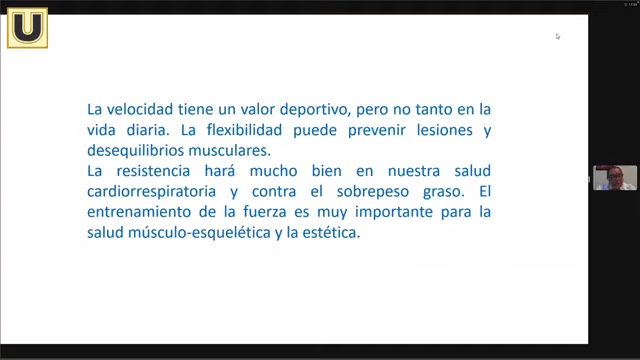 U
La velocidad tiene un valor deportivo, pero no tanto en la
vida diaria. La flexibilidad puede prevenir lesiones y
desequilibrios musculares.
La resistencia hará mucho bien en nuestra salud
cardiorrespiratoria y contra el sobrepeso graso. El
entrenamiento de la fuerza es muy importante para la
salud músculo-esquelética y la estética.